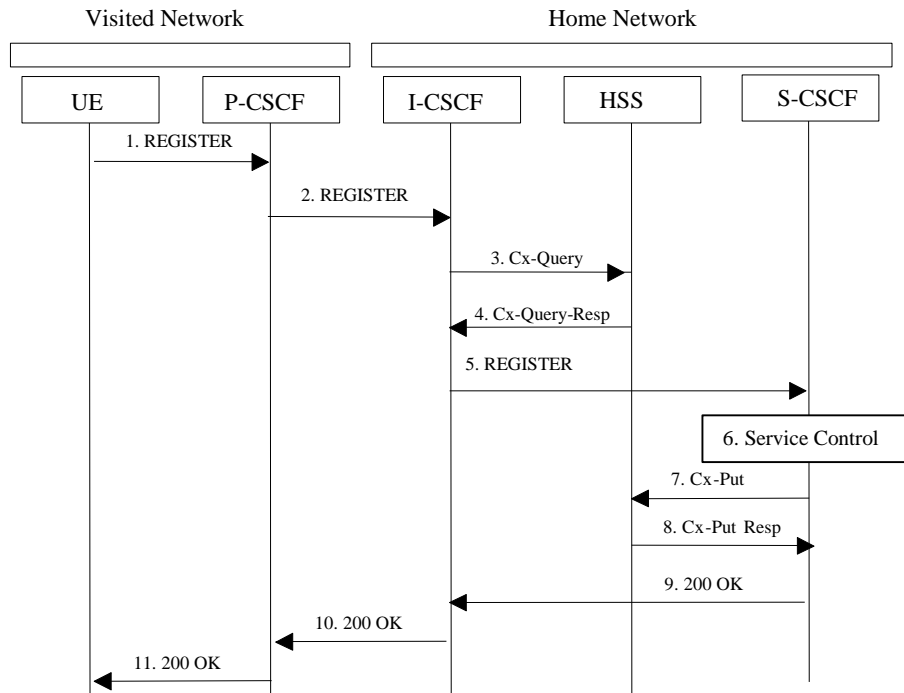 Visited Network
Home Network
UE
P-CSCF
I-CSCF
HSS
S-CSCF
1. REGISTER
2. REGISTER
3. Cx-Query
4. Cx-Query-Resp
5. REGISTER
6. Service Control
7. Cx-Put
8. Cx-Put Resp
9. 200 OK
10. 200 OK
11. 200 OK